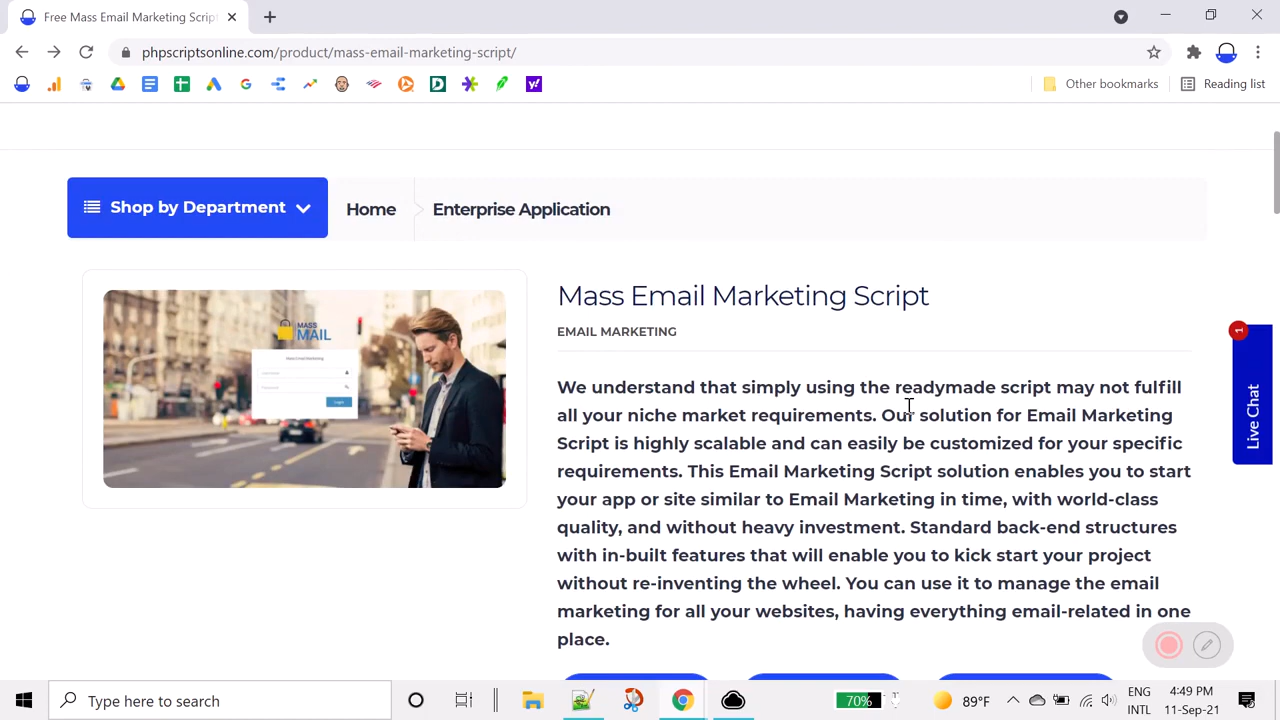 Free Mass Email Marketing Scrip
phpscriptsonline.com/product/mass-email-marketing-script/
Other bookmarks
Reading list
Shop by Department
Home
Enterprise Application
MASS
MAIL
Mass Email Marketing
Login
Mass Email Marketing Script
EMAIL MARKETING
We understand that simply using the readymade script may not fulfill
all your niche market requirements. Our solution for Email Marketing
Script is highly scalable and can easily be customized for your specific
requirements. This Email Marketing Script solution enables you to start
your app or site similar to Email Marketing in time, with world-class
quality, and without heavy investment. Standard back-end structures
with in-built features that will enable you to kick start your project
without re-inventing the wheel. You can use it to manage the email
marketing for all your websites, having everything email-related in one
place.
1
Live Chat
Type here to search
70%
89°F
ENG
INTL
4:49 PM
11-Sep-21